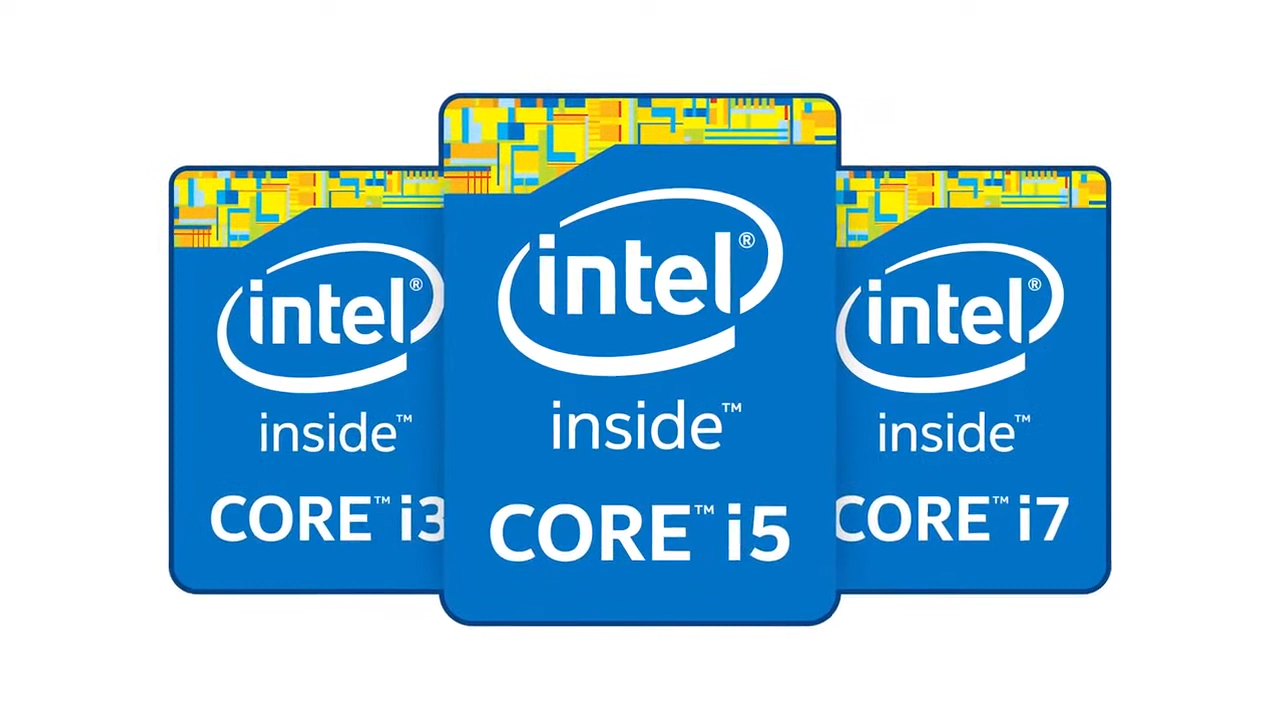 intel®
inside™
CORE™ i3
intel®
inside™
CORE™ i5
intel®
inside™
CORE™ i7